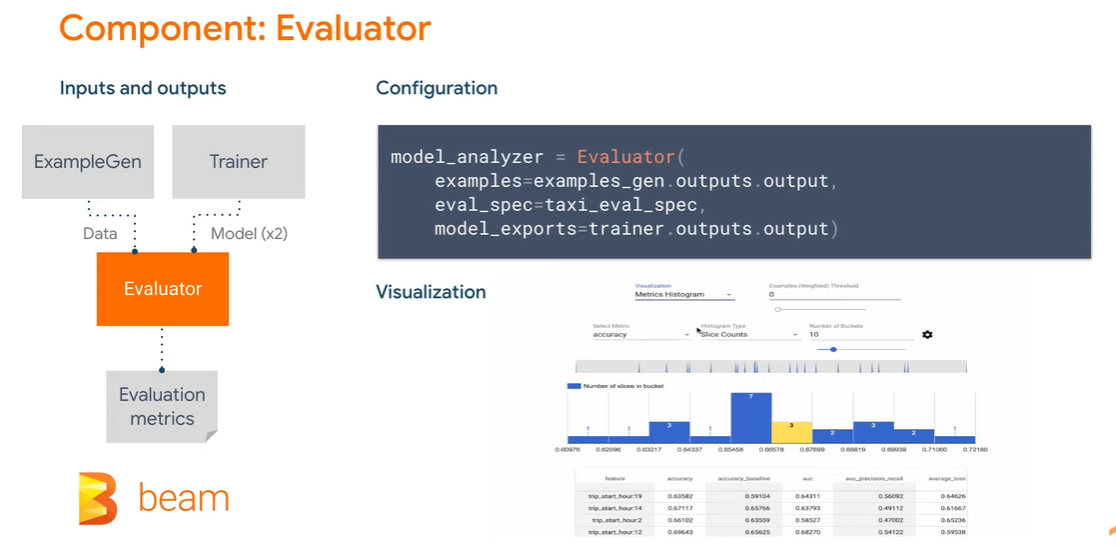 Component: Evaluator
Inputs and outputs
ExampleGen
Trainer
Data
Model (x2)
Evaluator
Evaluation
metrics
beam
Configuration
model_analyzer = Evaluator(
examples=examples_gen.outputs.output,
eval_spec=taxi_eval_spec,
model_exports=trainer.outputs.output)
Visualization
Visualization
Metrics Histogram
Examples (Weighted) Threshold
0
Select Metric
accuracy
Histogram Type
Slice Counts
Number of Buckets
10
Number of slices in bucket
1 1 3 1 7 3 2 3 2 1
0.60976 0.62096 0.63217 0.64337 0.65458 0.66578 0.67699 0.68819 0.69939 0.71060 0.72180
feature accuracy accuracy_baseline auc auc_precision_recall average_loss
trip_start_hour:19 0.63582 0.59104 0.64311 0.56092 0.64626
trip_start_hour:14 0.67117 0.65766 0.63793 0.49112 0.61667
trip_start_hour:2 0.66102 0.63559 0.58527 0.47002 0.65236
trip_start_hour:12 0.69643 0.65625 0.68270 0.54122 0.59538